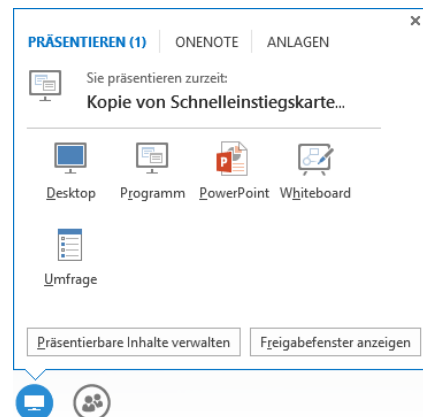 PRÄSENTIEREN (1) ONENOTE ANLAGEN
Sie präsentieren zurzeit:
Kopie von Schnelleinstiegskarte...
Desktop Programm PowerPoint Whiteboard
Umfrage
Präsentierbare Inhalte verwalten Freigabefenster anzeigen